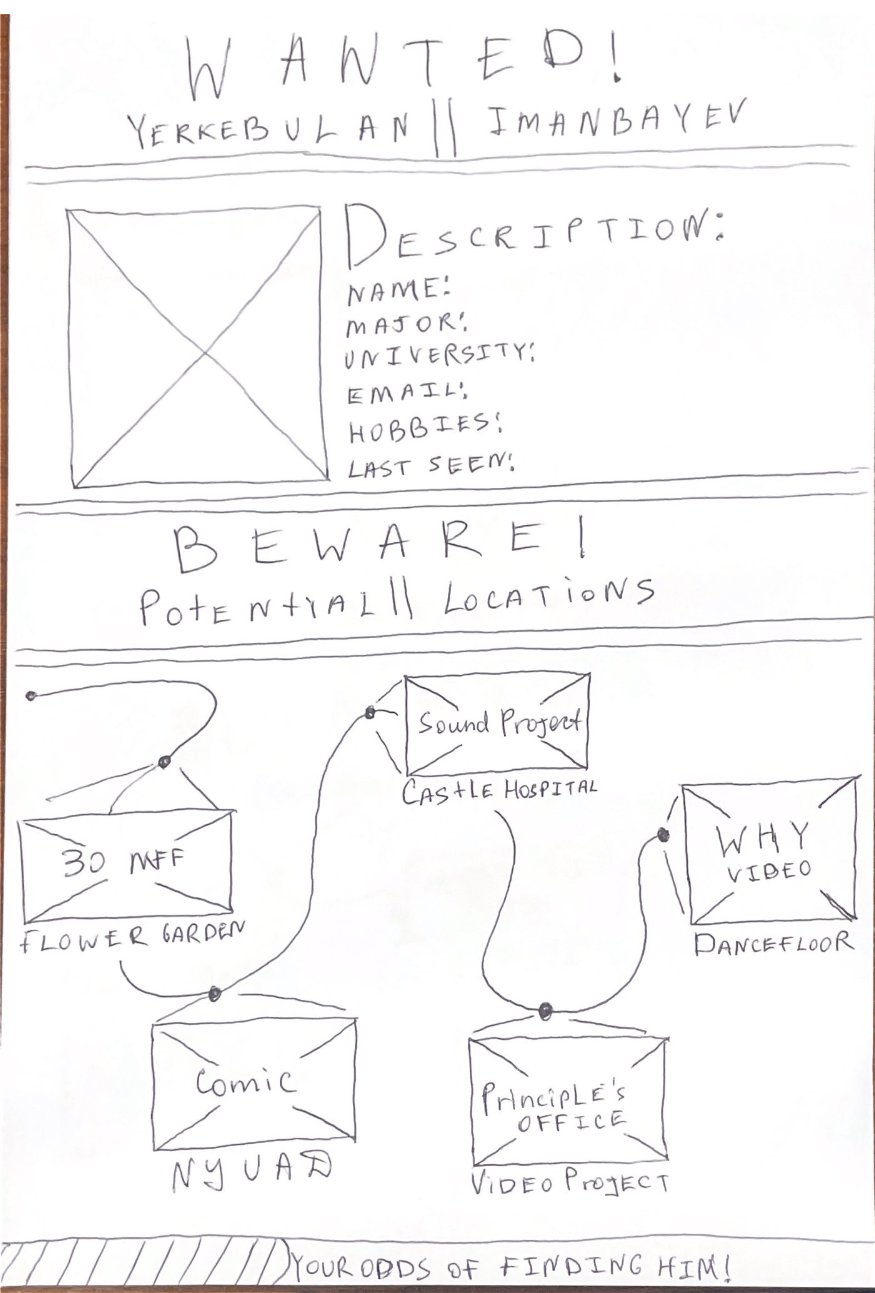 WANTED!
YERKEBULAN || IMANBAYEV
DESCRIPTION:
NAME:
MAJOR:
UNIVERSITY:
EMAIL:
HOBBIES:
LAST SEEN:
BEWARE!
POTENTIAL || LOCATIONS
30 MFF
FLOWER GARDEN
Comic
NYUAD
Sound Project
CASTLE HOSPITAL
PrincipLE's
OFFICE
ViDEO PROJECT
WHY
VIDEO
DANCEFLOOR
YOUR ODDS OF FINDING HIM!